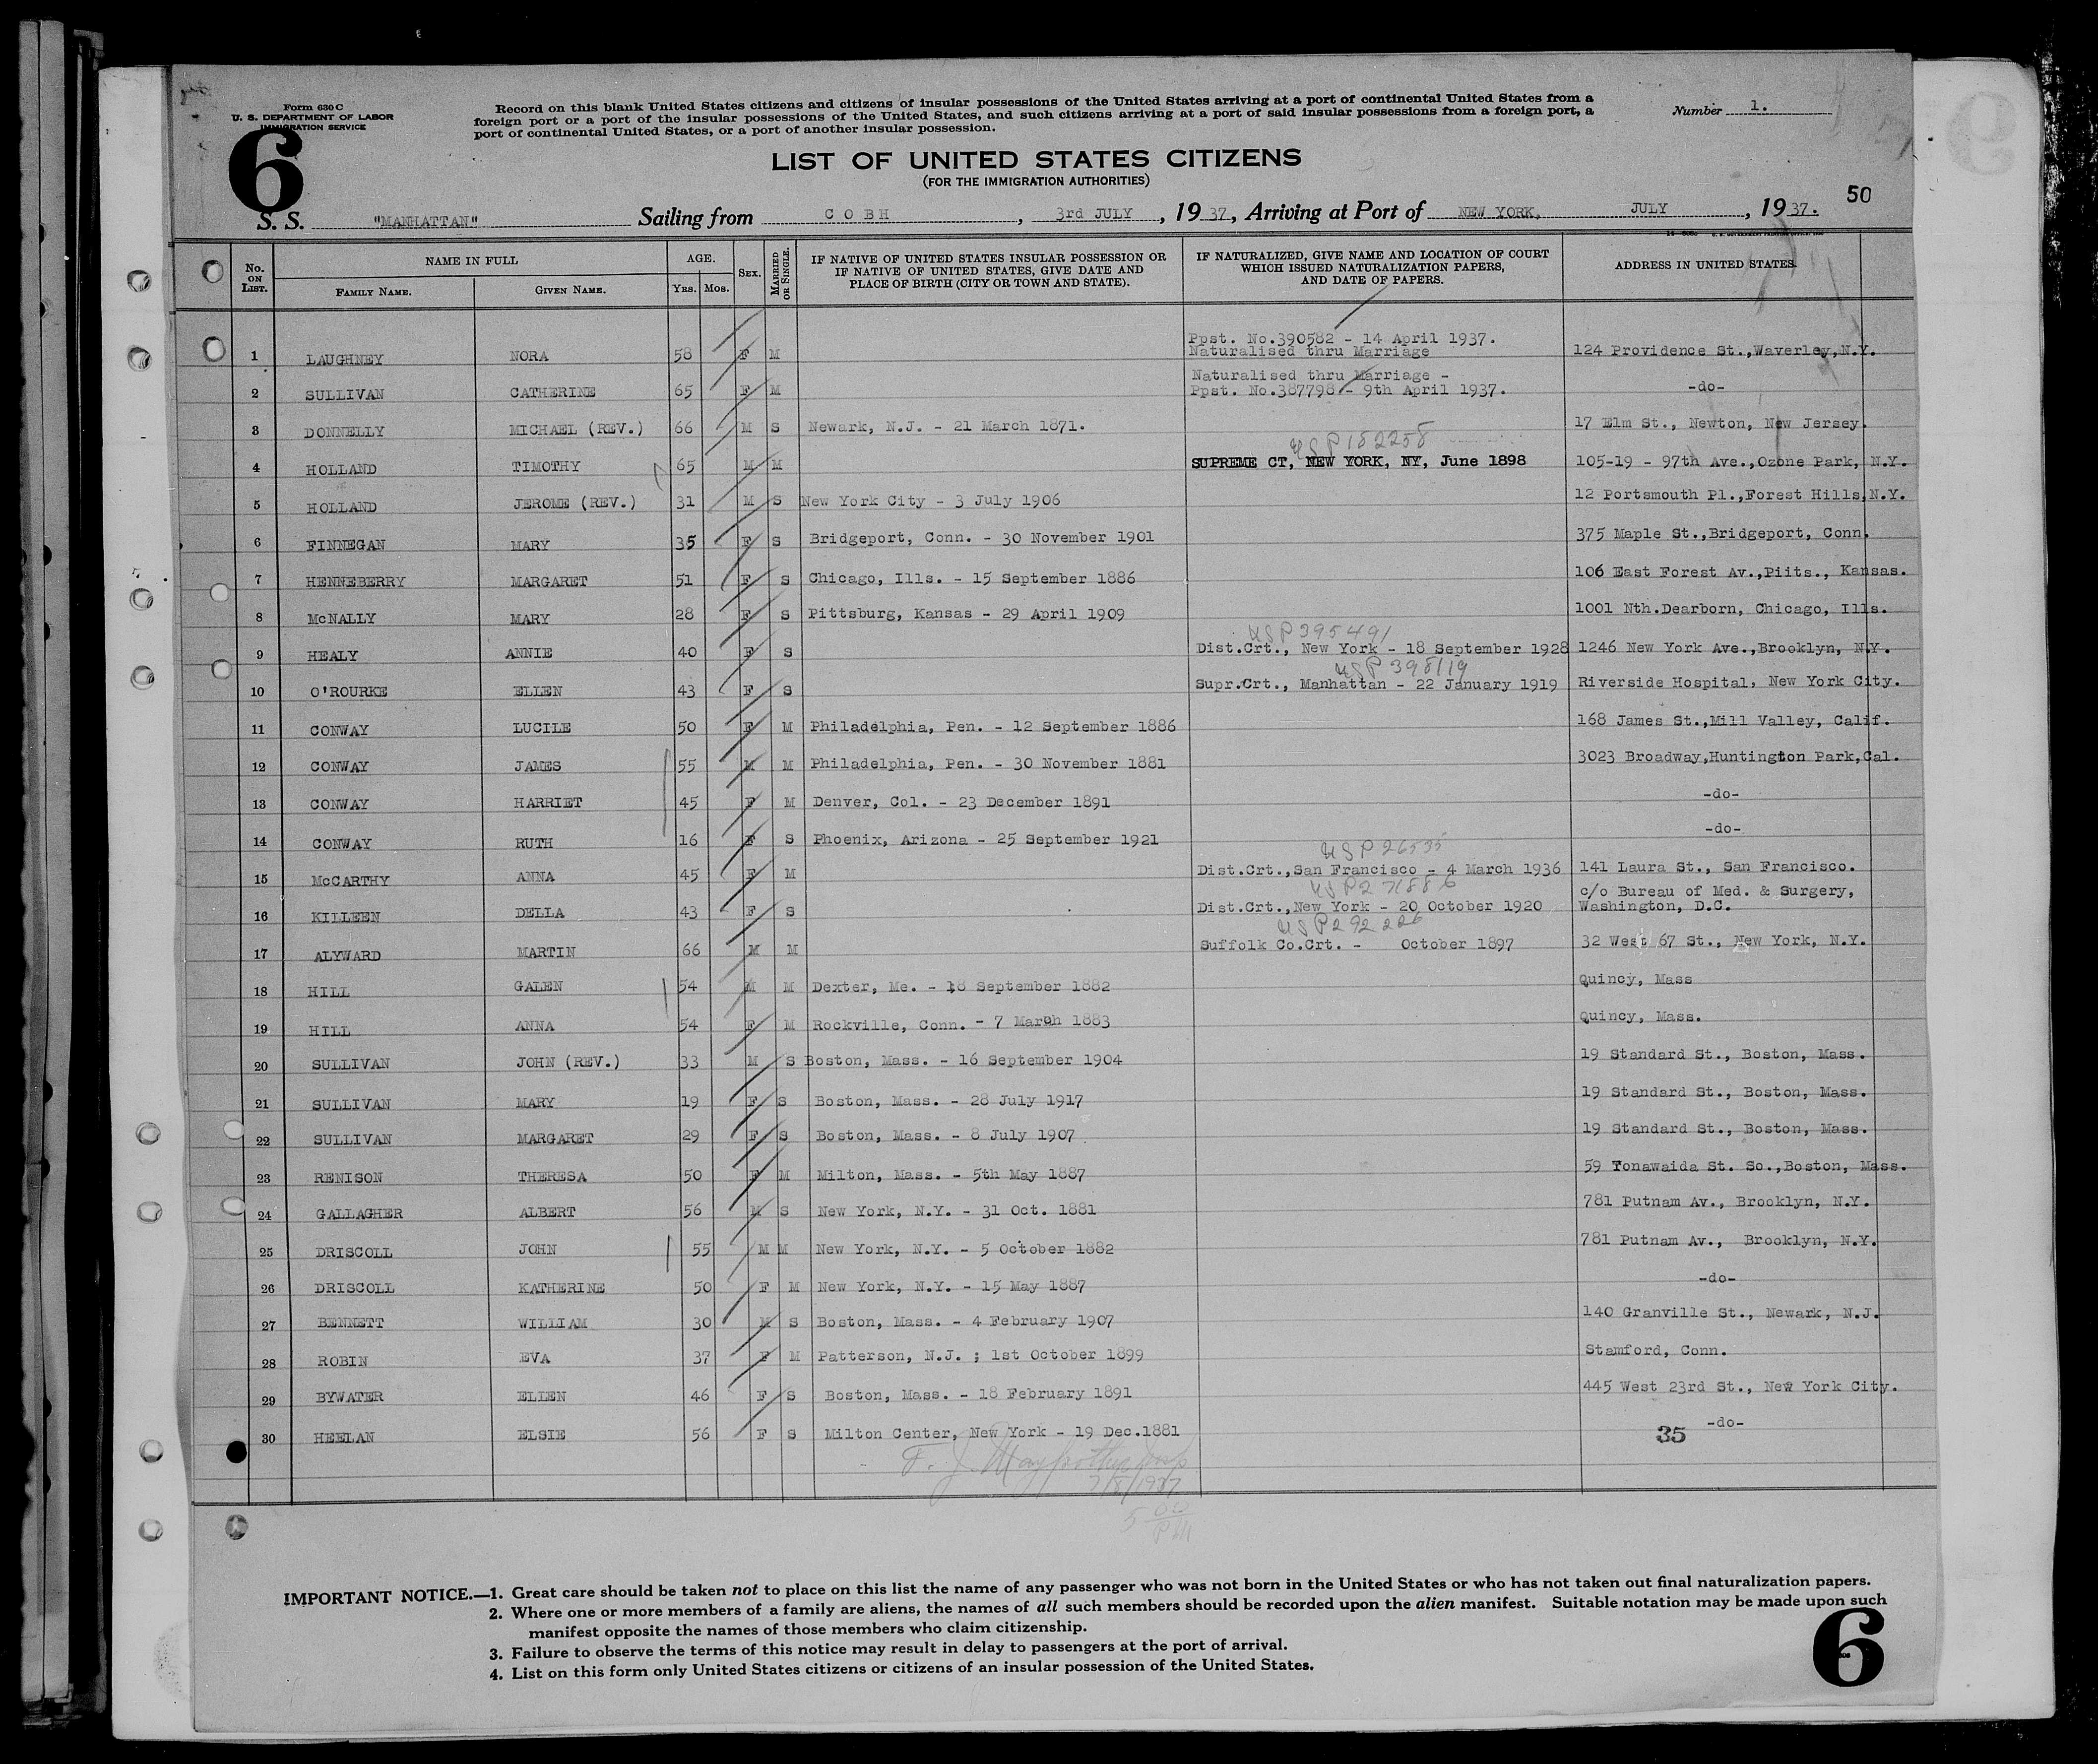 Form 630 C
U. S. DEPARTMENT OF LABOR
IMMIGRATION SERVICE
Record on this blank United States citizens and citizens of insular possessions of the United States arriving at a port of continental United States from a
foreign port or a port of the insular possessions of the United States, and such citizens arriving at a port of said insular possessions from a foreign port, a
port of continental United States, or a port of another insular possession.
Number 1.
6
LIST OF UNITED STATES CITIZENS
(FOR THE IMMIGRATION AUTHORITIES)
50
S. S. "MANHATTAN" Sailing from COBH, 3rd JULY, 1937, Arriving at Port of NEW YORK, JULY, 1937.
No. ON LIST. NAME IN FULL FAMILY NAME. GIVEN NAME. AGE. YRS. MOS. SEX. MARRIED OR SINGLE. IF NATIVE OF UNITED STATES INSULAR POSSESSION OR IF NATIVE OF UNITED STATES, GIVE DATE AND PLACE OF BIRTH (CITY OR TOWN AND STATE). IF NATURALIZED, GIVE NAME AND LOCATION OF COURT WHICH ISSUED NATURALIZATION PAPERS, AND DATE OF PAPERS. ADDRESS IN UNITED STATES.
1 LAUGHNEY NORA 58 F M Ppst. No.390582 - 14 April 1937. Naturalised thru Marriage 124 Providence St.,Waverley,N.Y.
2 SULLIVAN CATHERINE 65 F M Naturalised thru Marriage - Ppst. No.387798 - 9th April 1937. -do-
3 DONNELLY MICHAEL (REV.) 66 M S Newark, N.J. - 21 March 1871. 17 Elm St., Newton, New Jersey.
USP 182258
4 HOLLAND TIMOTHY 65 M M SUPREME CT, NEW YORK, NY, June 1898 105-19 - 97th Ave.,Ozone Park, N.Y.
5 HOLLAND JEROME (REV.) 31 M S New York City - 3 July 1906 12 Portsmouth Pl.,Forest Hills,N.Y.
6 FINNEGAN MARY 35 F S Bridgeport, Conn. - 30 November 1901 375 Maple St.,Bridgeport, Conn.
7 HENNEBERRY MARGARET 51 F S Chicago, Ills. - 15 September 1886 106 East Forest Av.,Piits., Kansas.
8 McNALLY MARY 28 F S Pittsburg, Kansas - 29 April 1909 1001 Nth.Dearborn, Chicago, Ills.
USP 395491
9 HEALY ANNIE 40 F S Dist.Crt., New York - 18 September 1928 1246 New York Ave.,Brooklyn, N.Y.
USP 398119
10 O'ROURKE ELLEN 43 F S Supr.Crt., Manhattan - 22 January 1919 Riverside Hospital, New York City.
11 CONWAY LUCILE 50 F M Philadelphia, Pen. - 12 September 1886 168 James St.,Mill Valley, Calif.
12 CONWAY JAMES 55 M M Philadelphia, Pen. - 30 November 1881 3023 Broadway,Huntington Park,Cal.
13 CONWAY HARRIET 45 F M Denver, Col. - 23 December 1891 -do-
14 CONWAY RUTH 16 F S Phoenix, Arizona - 25 September 1921 -do-
USP 26535
15 McCARTHY ANNA 45 F M Dist.Crt.,San Francisco - 4 March 1936 141 Laura St., San Francisco.
USP 271886
16 KILLEEN DELLA 43 F S Dist.Crt.,New York - 20 October 1920 c/o Bureau of Med. & Surgery, Washington, D.C.
USP 292226
17 ALYWARD MARTIN 66 M M Suffolk Co.Crt. - October 1897 32 West 67 St., New York, N.Y.
18 HILL GALEN 54 M M Dexter, Me. - 18 September 1882 Quincy, Mass
19 HILL ANNA 54 F M Rockville, Conn. - 7 March 1883 Quincy, Mass.
20 SULLIVAN JOHN (REV.) 33 M S Boston, Mass. - 16 September 1904 19 Standard St., Boston, Mass.
21 SULLIVAN MARY 19 F S Boston, Mass. - 28 July 1917 19 Standard St., Boston, Mass.
22 SULLIVAN MARGARET 29 F S Boston, Mass. - 8 July 1907 19 Standard St., Boston, Mass.
23 RENISON THERESA 50 F M Milton, Mass. - 5th May 1887 59 Tonawaida St. So.,Boston, Mass.
24 GALLAGHER ALBERT 56 M S New York, N.Y. - 31 Oct. 1881 781 Putnam Av., Brooklyn, N.Y.
25 DRISCOLL JOHN 55 M M New York, N.Y. - 5 October 1882 781 Putnam Av., Brooklyn, N.Y.
26 DRISCOLL KATHERINE 50 F M New York, N.Y. - 15 May 1887 -do-
27 BENNETT WILLIAM 30 M S Boston, Mass. - 4 February 1907 140 Granville St., Newark, N.J.
28 ROBIN EVA 37 F M Patterson, N.J. ; 1st October 1899 Stamford, Conn.
29 BYWATER ELLEN 46 F S Boston, Mass. - 18 February 1891 445 West 23rd St., New York City.
30 HEELAN ELSIE 56 F S Milton Center, New York - 19 Dec.1881 -do-
35
F. J.
7/8/1937
5 00 PM
IMPORTANT NOTICE.—1. Great care should be taken not to place on this list the name of any passenger who was not born in the United States or who has not taken out final naturalization papers.
2. Where one or more members of a family are aliens, the names of all such members should be recorded upon the alien manifest. Suitable notation may be made upon such
manifest opposite the names of those members who claim citizenship.
3. Failure to observe the terms of this notice may result in delay to passengers at the port of arrival.
4. List on this form only United States citizens or citizens of an insular possession of the United States.
6